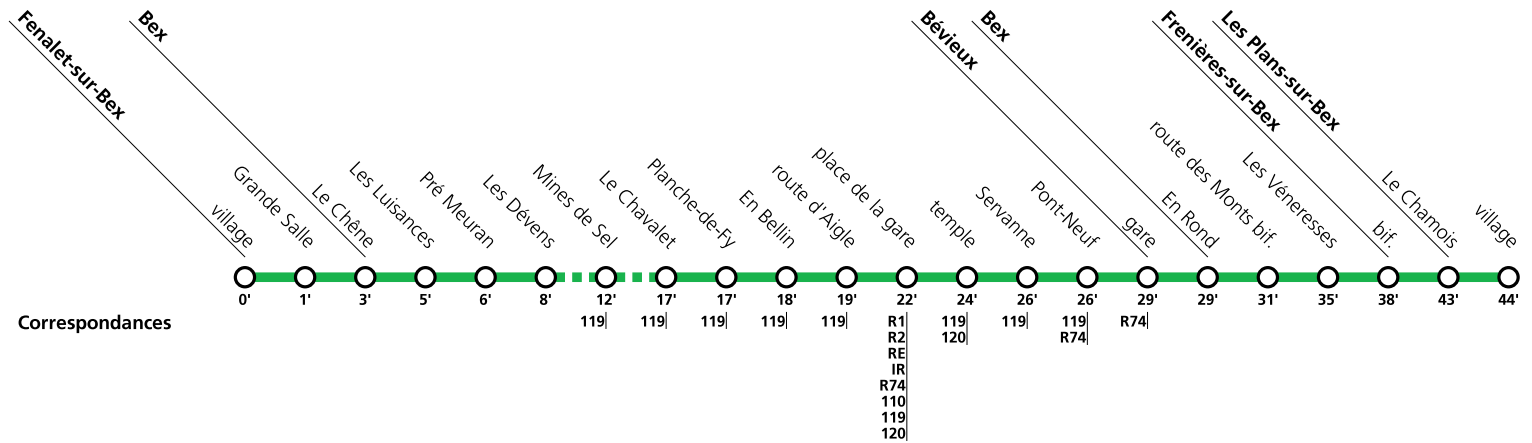 Fenalet-sur-Bex
Bex
Bévieux
Bex
Frenières-sur-Bex
Les Plans-sur-Bex
village
Grande Salle
Le Chêne
Les Luisances
Pré Meuran
Les Dévens
Mines de Sel
Le Chavalet
Planche-de-Fy
En Bellin
route d'Aigle
place de la gare
temple
Servanne
Pont-Neuf
gare
En Rond
route des Monts bif.
Les Véneresses
bif.
Le Chamois
village
0' 1' 3' 5' 6' 8' 12' 17' 17' 18' 19' 22' 24' 26' 26' 29' 29' 31' 35' 38' 43' 44'
Correspondances 119 119 119 119 119 R1 119 119 119 R74
R2 120 R74
RE
IR
R74
110
119
120